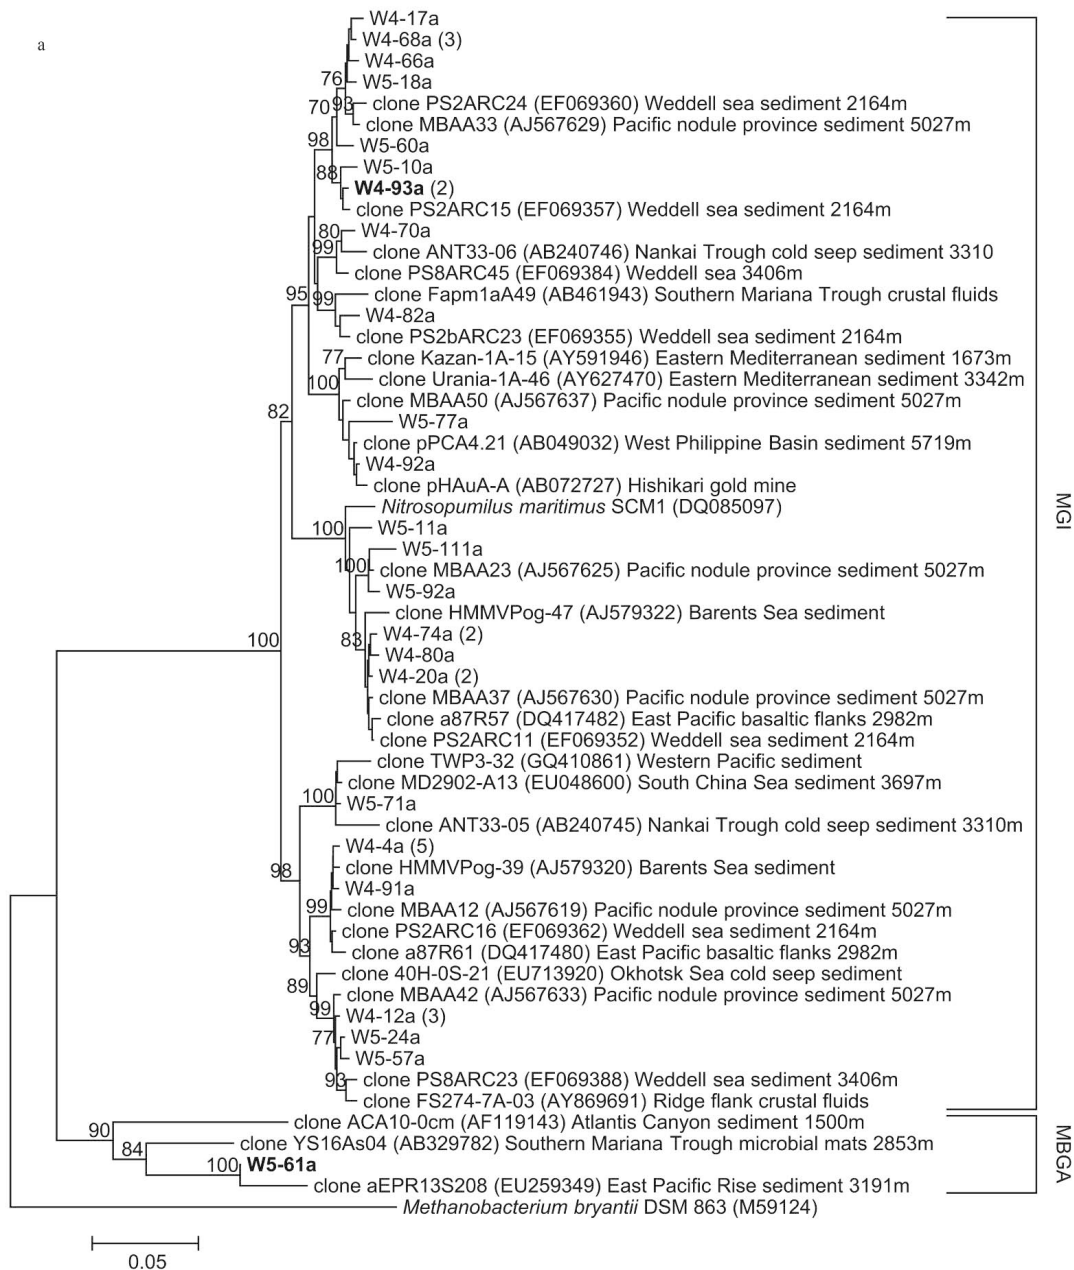 a
W4-17a
W4-68a (3)
W4-66a
76
W5-18a
70
93
clone PS2ARC24 (EF069360) Weddell sea sediment 2164m
clone MBAA33 (AJ567629) Pacific nodule province sediment 5027m
98
W5-60a
88
W5-10a
W4-93a (2)
clone PS2ARC15 (EF069357) Weddell sea sediment 2164m
80
W4-70a
99
clone ANT33-06 (AB240746) Nankai Trough cold seep sediment 3310
clone PS8ARC45 (EF069384) Weddell sea 3406m
95
99
clone Fapm1aA49 (AB461943) Southern Mariana Trough crustal fluids
W4-82a
clone PS2bARC23 (EF069355) Weddell sea sediment 2164m
77
clone Kazan-1A-15 (AY591946) Eastern Mediterranean sediment 1673m
100
clone Urania-1A-46 (AY627470) Eastern Mediterranean sediment 3342m
clone MBAA50 (AJ567637) Pacific nodule province sediment 5027m
82
W5-77a
clone pPCA4.21 (AB049032) West Philippine Basin sediment 5719m
W4-92a
clone pHAuA-A (AB072727) Hishikari gold mine
Nitrosopumilus maritimus SCM1 (DQ085097)
MGI
100
W5-11a
W5-111a
100
clone MBAA23 (AJ567625) Pacific nodule province sediment 5027m
W5-92a
clone HMMVPog-47 (AJ579322) Barents Sea sediment
100
83
W4-74a (2)
W4-80a
W4-20a (2)
clone MBAA37 (AJ567630) Pacific nodule province sediment 5027m
clone a87R57 (DQ417482) East Pacific basaltic flanks 2982m
clone PS2ARC11 (EF069352) Weddell sea sediment 2164m
clone TWP3-32 (GQ410861) Western Pacific sediment
clone MD2902-A13 (EU048600) South China Sea sediment 3697m
100
W5-71a
clone ANT33-05 (AB240745) Nankai Trough cold seep sediment 3310m
W4-4a (5)
98
clone HMMVPog-39 (AJ579320) Barents Sea sediment
W4-91a
99
clone MBAA12 (AJ567619) Pacific nodule province sediment 5027m
clone PS2ARC16 (EF069362) Weddell sea sediment 2164m
93
clone a87R61 (DQ417480) East Pacific basaltic flanks 2982m
clone 40H-0S-21 (EU713920) Okhotsk Sea cold seep sediment
89
clone MBAA42 (AJ567633) Pacific nodule province sediment 5027m
99
W4-12a (3)
77
W5-24a
W5-57a
93
clone PS8ARC23 (EF069388) Weddell sea sediment 3406m
clone FS274-7A-03 (AY869691) Ridge flank crustal fluids
90
clone ACA10-0cm (AF119143) Atlantis Canyon sediment 1500m
84
clone YS16As04 (AB329782) Southern Mariana Trough microbial mats 2853m
MBGA
100
W5-61a
clone aEPR13S208 (EU259349) East Pacific Rise sediment 3191m
Methanobacterium bryantii DSM 863 (M59124)
0.05